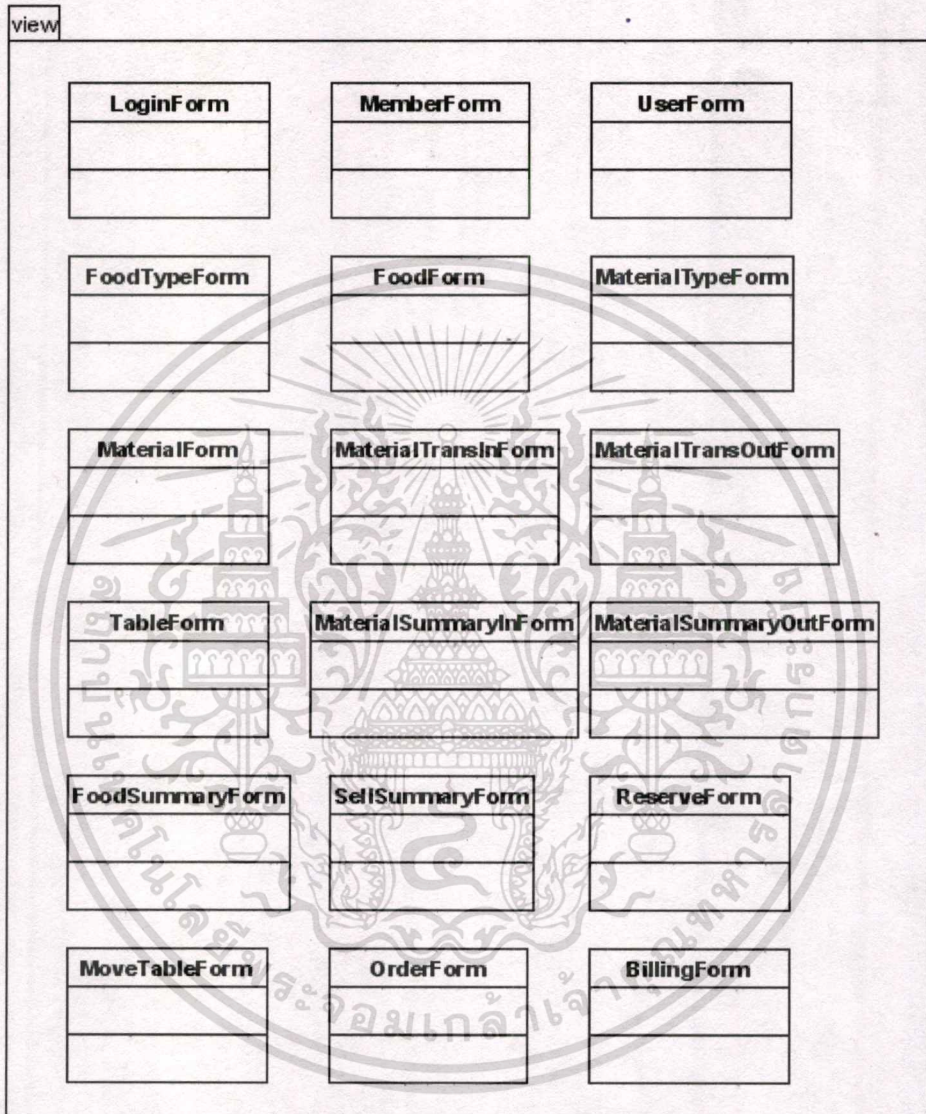 view
LoginForm MemberForm UserForm
FoodTypeForm FoodForm MaterialTypeForm
MaterialForm MaterialTransInForm MaterialTransOutForm
TableForm MaterialSummaryInForm MaterialSummaryOutForm
FoodSummaryForm SellSummaryForm ReserveForm
MoveTableForm OrderForm BillingForm